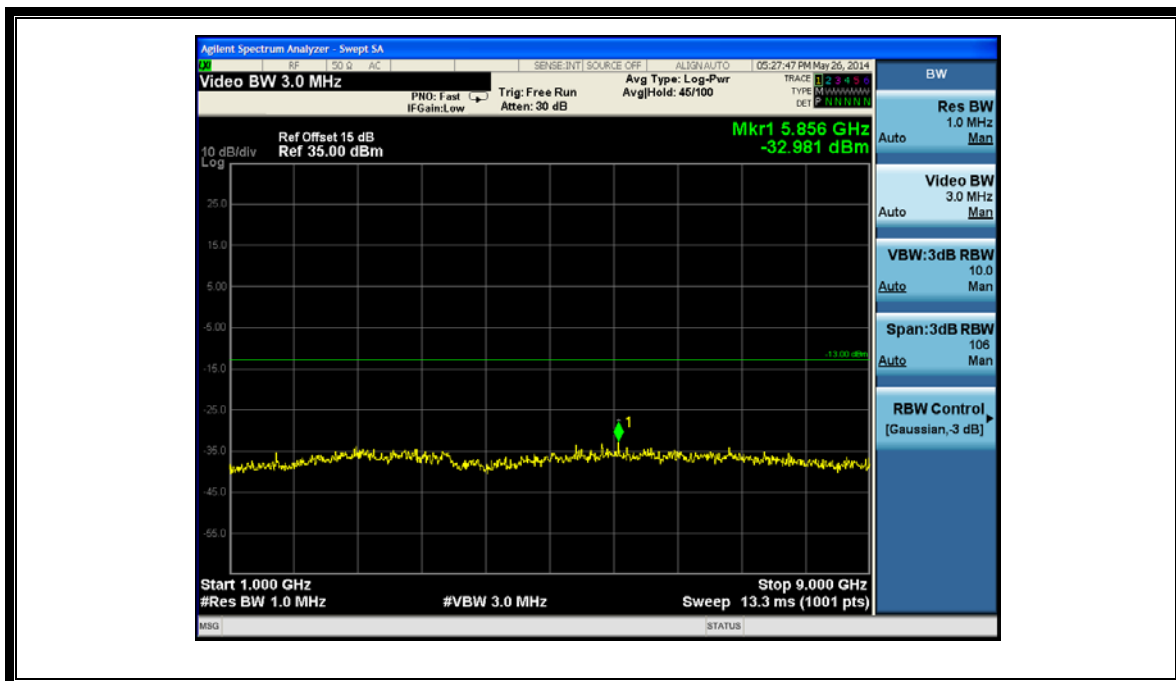 Agilent Spectrum Analyzer - Swept SA
RF 50 Ω AC SENSE:INT SOURCE OFF ALIGN AUTO 05:27:47 PM May 26, 2014
Video BW 3.0 MHz
PNO: Fast
IFGain:Low
Trig: Free Run
Atten: 30 dB
Avg Type: Log-Pwr
Avg|Hold: 45/100
TRACE 1 2 3 4 5 6
TYPE M
DET P N N N N N
Mkr1 5.856 GHz
-32.981 dBm
Ref Offset 15 dB
10 dB/div Ref 35.00 dBm
Log
25.0
15.0
5.00
-5.00
-13.00 dBm
-15.0
-25.0
1
-35.0
-45.0
-55.0
Start 1.000 GHz Stop 9.000 GHz
#Res BW 1.0 MHz #VBW 3.0 MHz Sweep 13.3 ms (1001 pts)
MSG STATUS
BW
Res BW
1.0 MHz
Auto Man
Video BW
3.0 MHz
Auto Man
VBW:3dB RBW
10.0
Auto Man
Span:3dB RBW
106
Auto Man
RBW Control
[Gaussian,-3 dB]